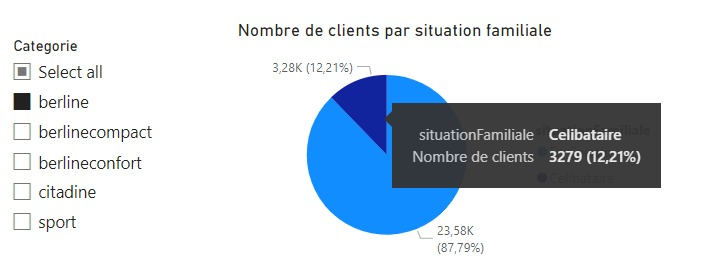 Nombre de clients par situation familiale
Categorie
Select all
berline
berlinecompact
berlineconfort
citadine
sport
3,28K (12,21%)
situationFamiliale Celibataire
Nombre de clients 3279 (12,21%)
Celibataire
23,58K
(87,79%)